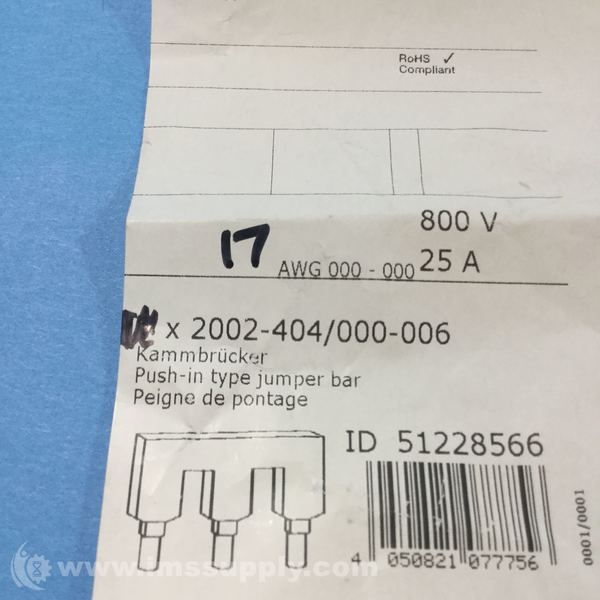 RoHS ✓
Compliant
800 V
17
AWG 000 - 000 25 A
x 2002-404/000-006
Kammbrücker
Push-in type jumper bar
Peigne de pontage
ID 51228566
4 050821 077756
0001/0001
www.imssupply.com